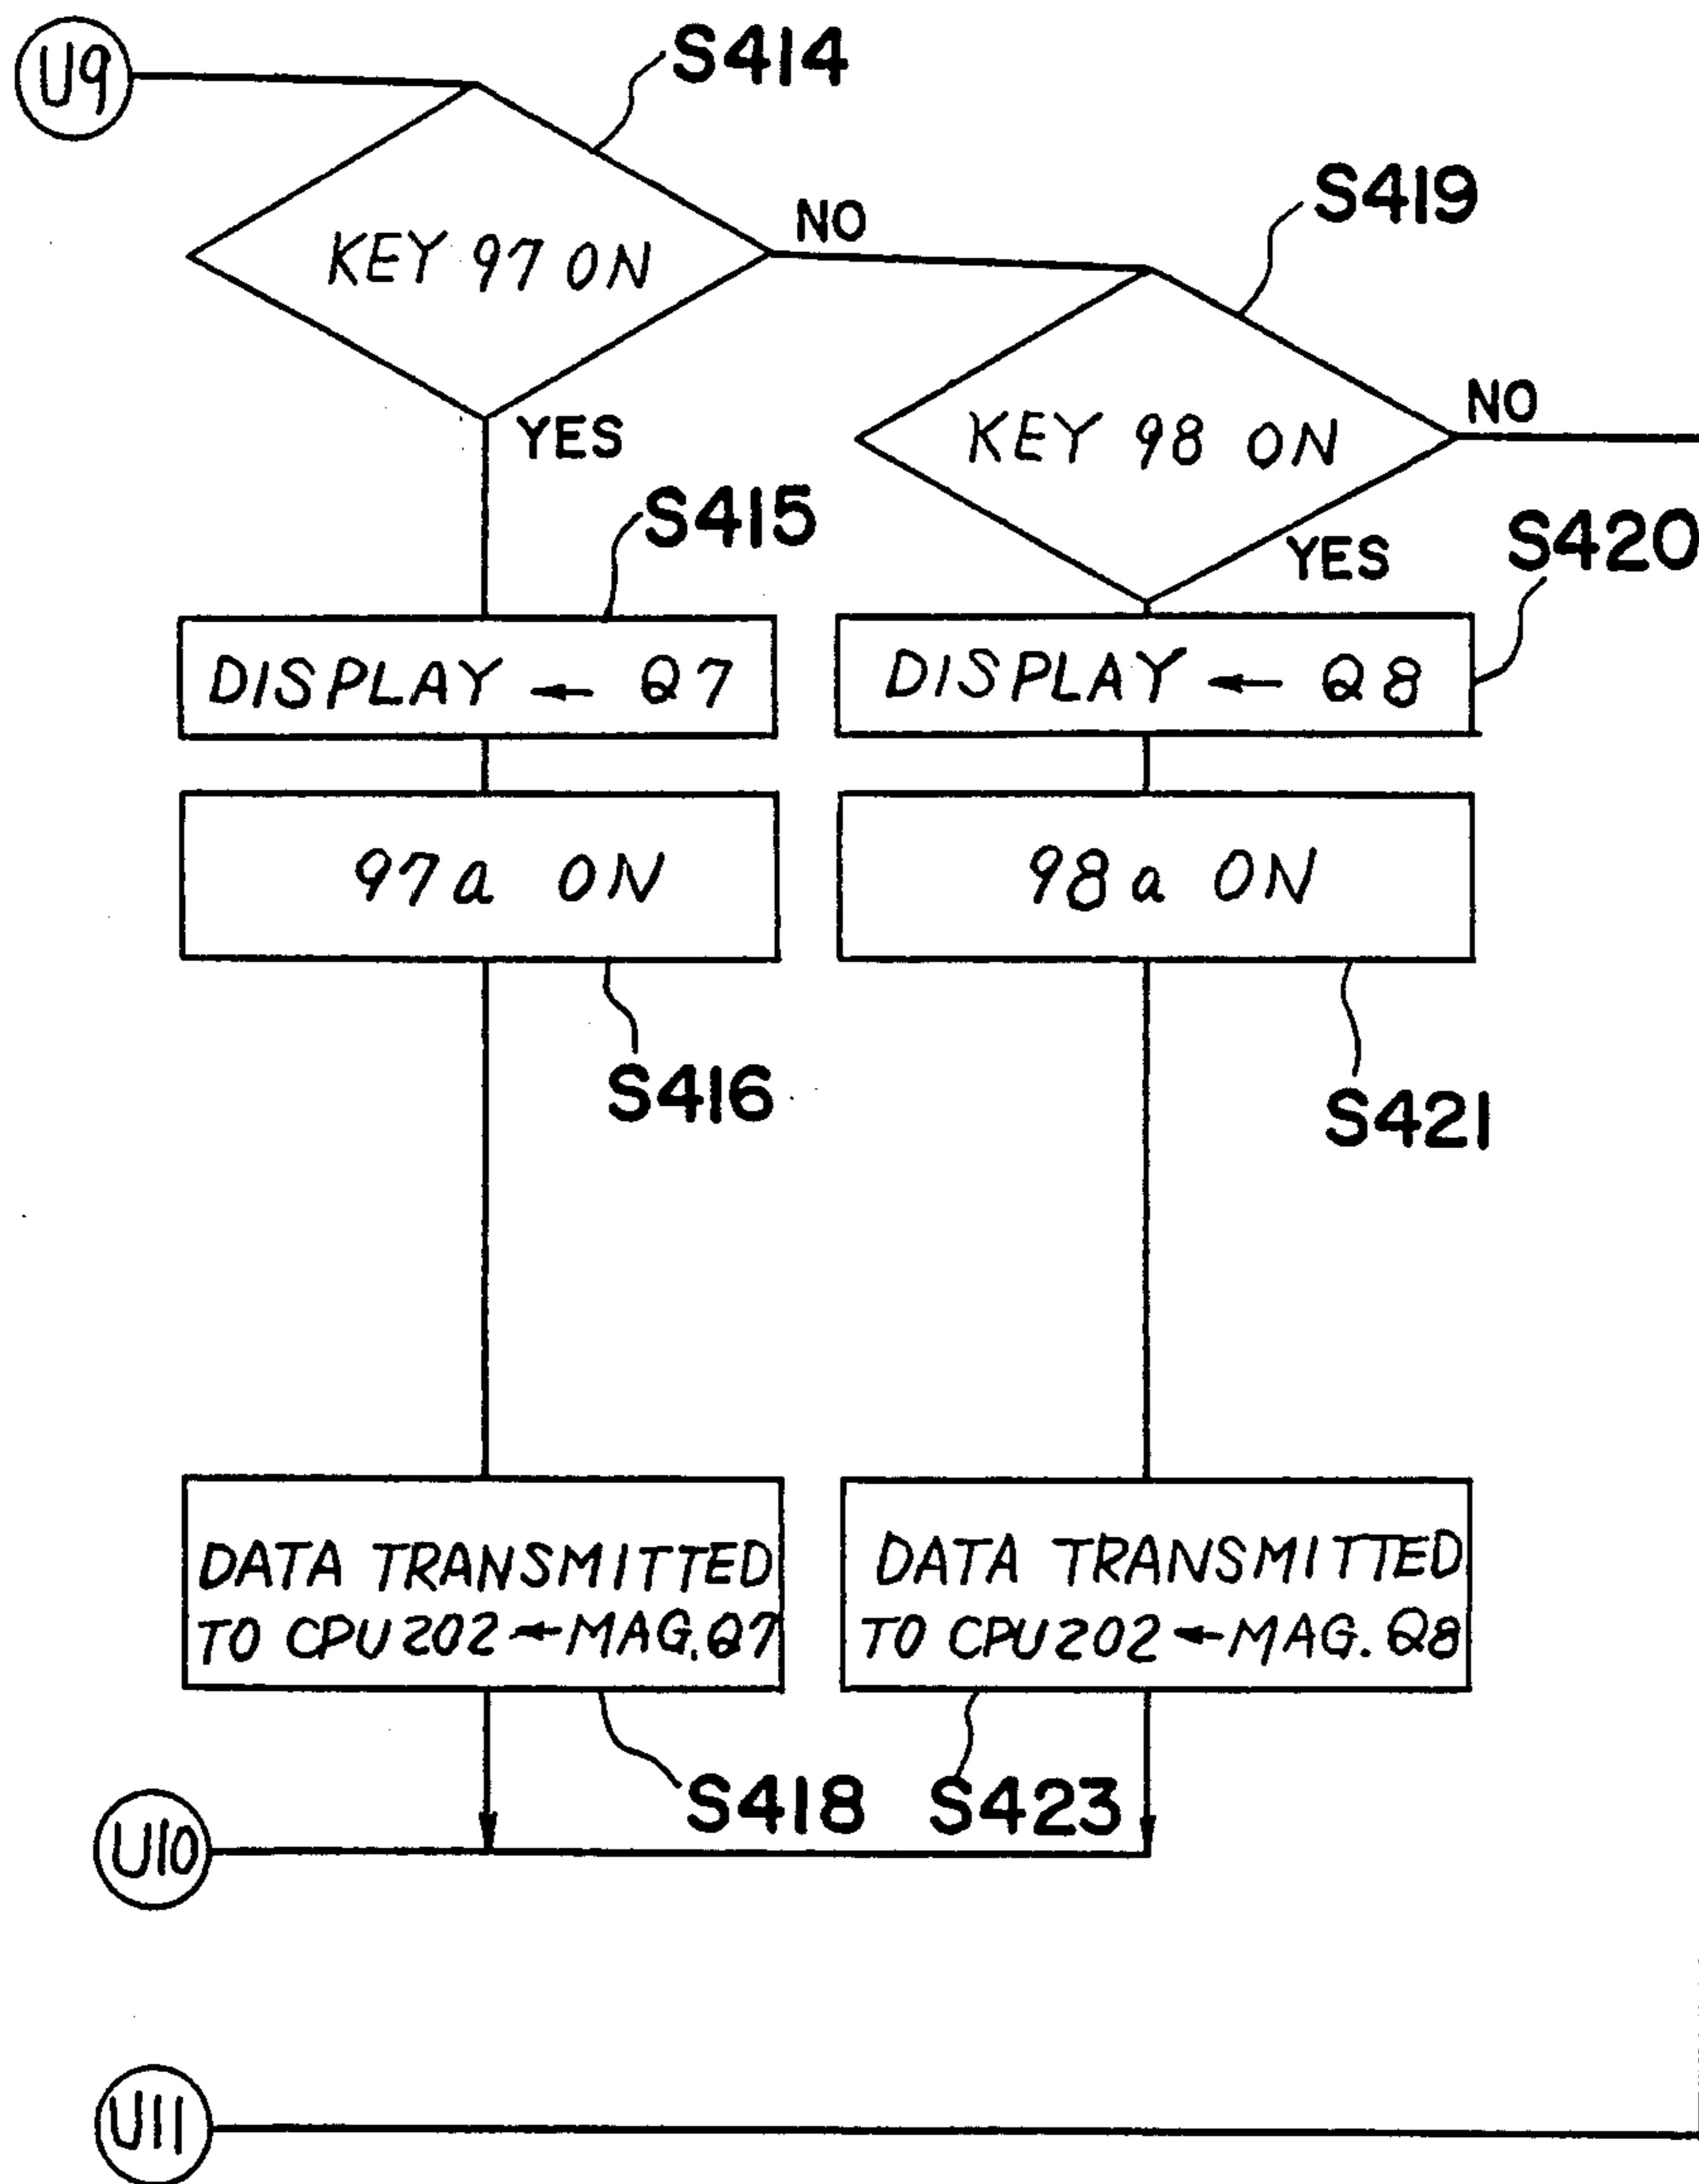 U9
S414
KEY 97 ON
NO
S419
YES
KEY 98 ON
NO
S415
YES
S420
DISPLAY ← Q7
DISPLAY ← Q8
97a ON
98a ON
S416
S421
DATA TRANSMITTED
TO CPU 202 ← MAG. Q7
DATA TRANSMITTED
TO CPU 202 ← MAG. Q8
S418
S423
U10
U11